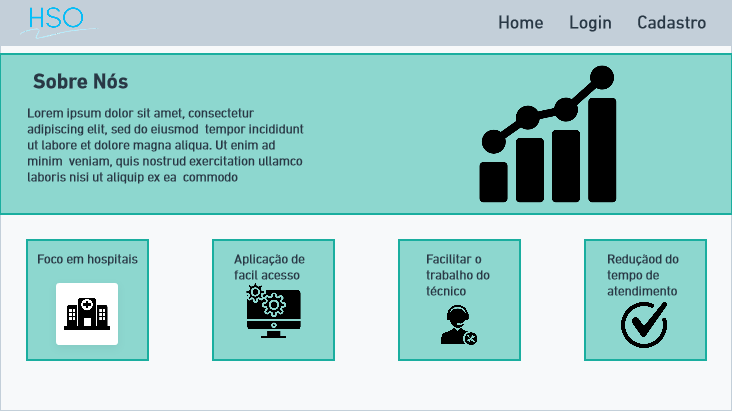 HSO
Home Login Cadastro
Sobre Nós
Lorem ipsum dolor sit amet, consectetur
adipiscing elit, sed do eiusmod tempor incididunt
ut labore et dolore magna aliqua. Ut enim ad
minim veniam, quis nostrud exercitation ullamco
laboris nisi ut aliquip ex ea commodo
Foco em hospitais
Aplicação de
facil acesso
Facilitar o
trabalho do
técnico
Reduçãod do
tempo de
atendimento